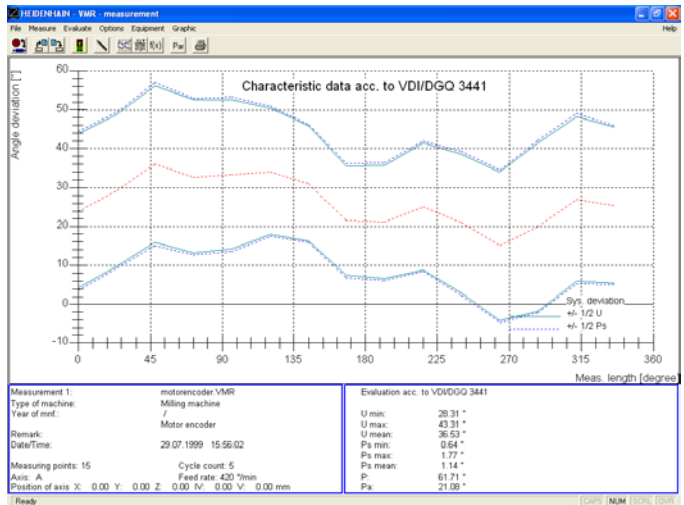 HEIDENHAIN - VMR - measurement
File Measure Evaluate Options Equipment Graphic Help
f(x) Par
Characteristic data acc. to VDI/DGQ 3441
Angle deviation ["]
60
50
40
30
20
10
0
-10
Sys. deviation
+/- 1/2 U
+/- 1/2 Ps
0 45 90 135 180 225 270 315 360
Meas. length [degree]
Measurement 1: motorencoder.VMR
Type of machine: Milling machine
Year of mnf.: /
Motor encoder
Remark:
Date/Time: 29.07.1999 15:56:02
Measuring points: 15 Cycle count: 5
Axis: A Feed rate: 420 °/min
Position of axis X: 0.00 Y: 0.00 Z: 0.00 IV: 0.00 V: 0.00 mm
Evaluation acc. to VDI/DGQ 3441
U min: 28.31 "
U max: 43.31 "
U mean: 36.53 "
Ps min: 0.64 "
Ps max: 1.77 "
Ps mean: 1.14 "
P: 61.71 "
Pa: 21.08 "
Ready CAPS NUM SCRL OVR